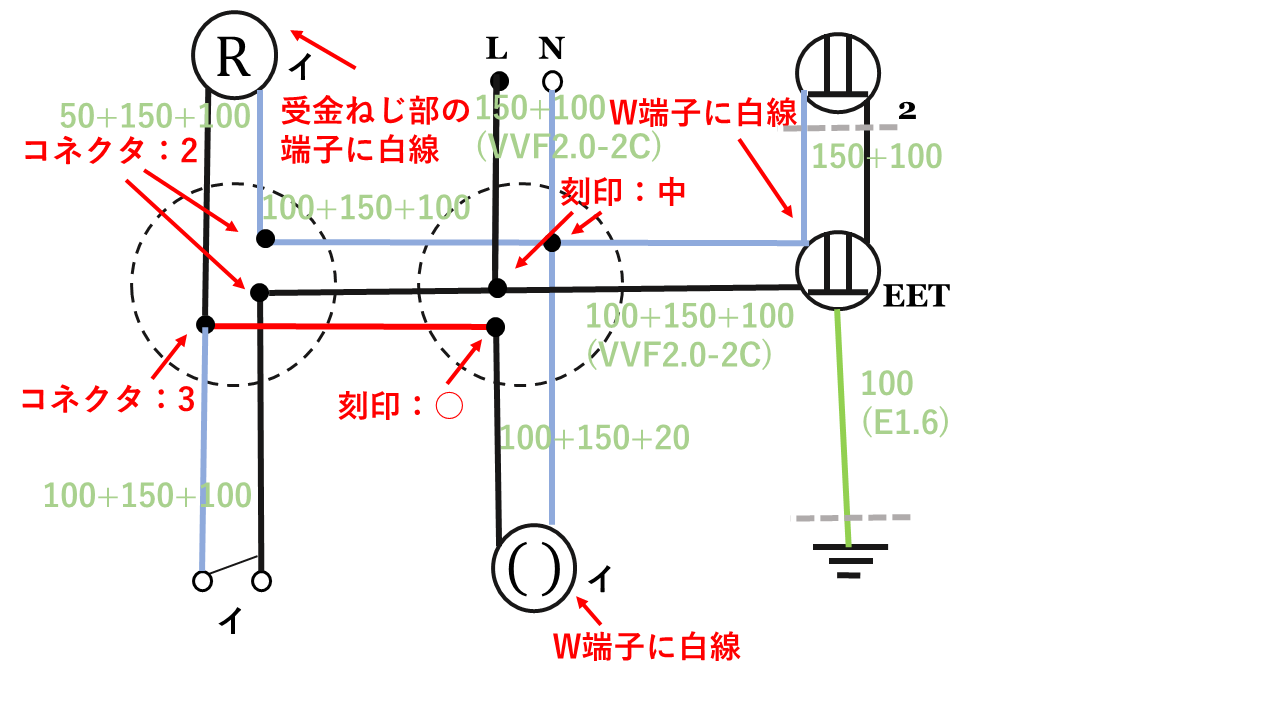 R
イ
L
N
受金ねじ部の
端子に白線
50+150+100
コネクタ：2
150+100
(VVF2.0-2C)
W端子に白線
2
150+100
刻印：中
100+150+100
EET
100+150+100
(VVF2.0-2C)
コネクタ：3
刻印：○
100
(E1.6)
100+150+20
100+150+100
( )
イ
イ
W端子に白線